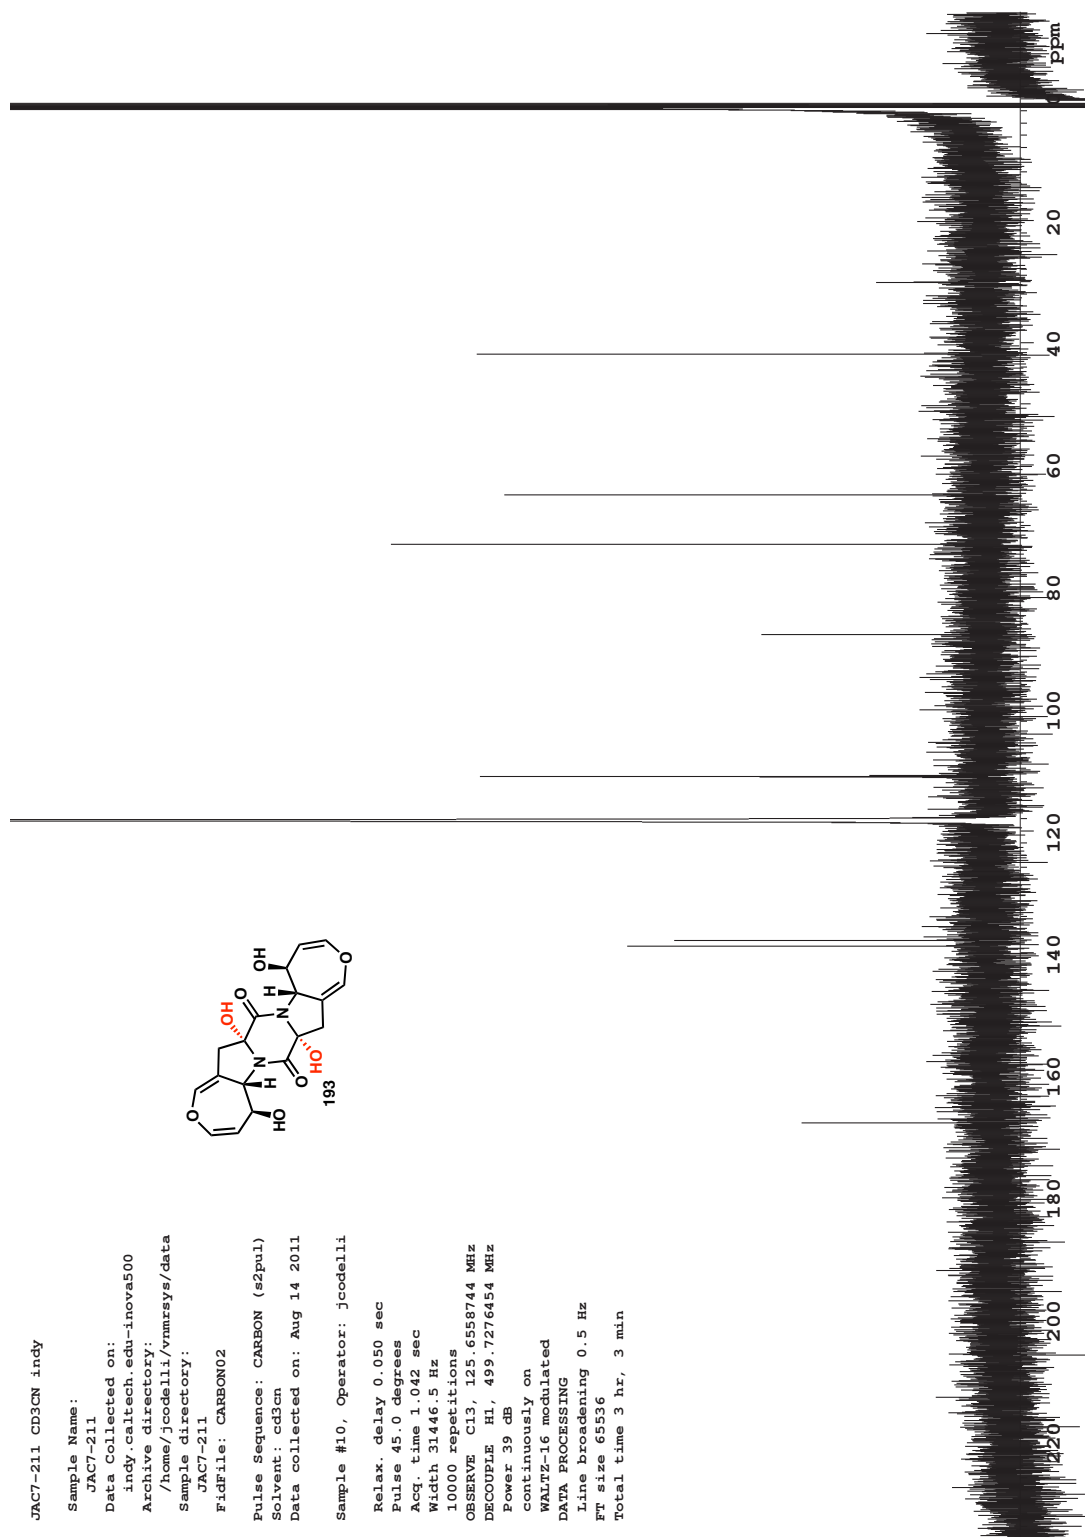 JAC7-211 CD3CN indy
Sample Name:
JAC7-211
Data Collected on:
indy.caltech.edu-inova500
Archive directory:
/home/jcodelli/vnmrsys/data
Sample directory:
JAC7-211
FidFile: CARBON02
Pulse Sequence: CARBON (s2pul)
Solvent: cd3cn
Data collected on: Aug 14 2011
Sample #10, Operator: jcodelli
Relax. delay 0.050 sec
Pulse 45.0 degrees
Acq. time 1.042 sec
Width 31446.5 Hz
10000 repetitions
OBSERVE C13, 125.6558744 MHz
DECOUPLE H1, 499.7276454 MHz
Power 39 dB
continuously on
WALTZ-16 modulated
DATA PROCESSING
Line broadening 0.5 Hz
FT size 65536
Total time 3 hr, 3 min
O
HO
H
N
O
OH
O
HO
N
H
OH
O
193
220 200 180 160 140 120 100 80 60 40 20 ppm